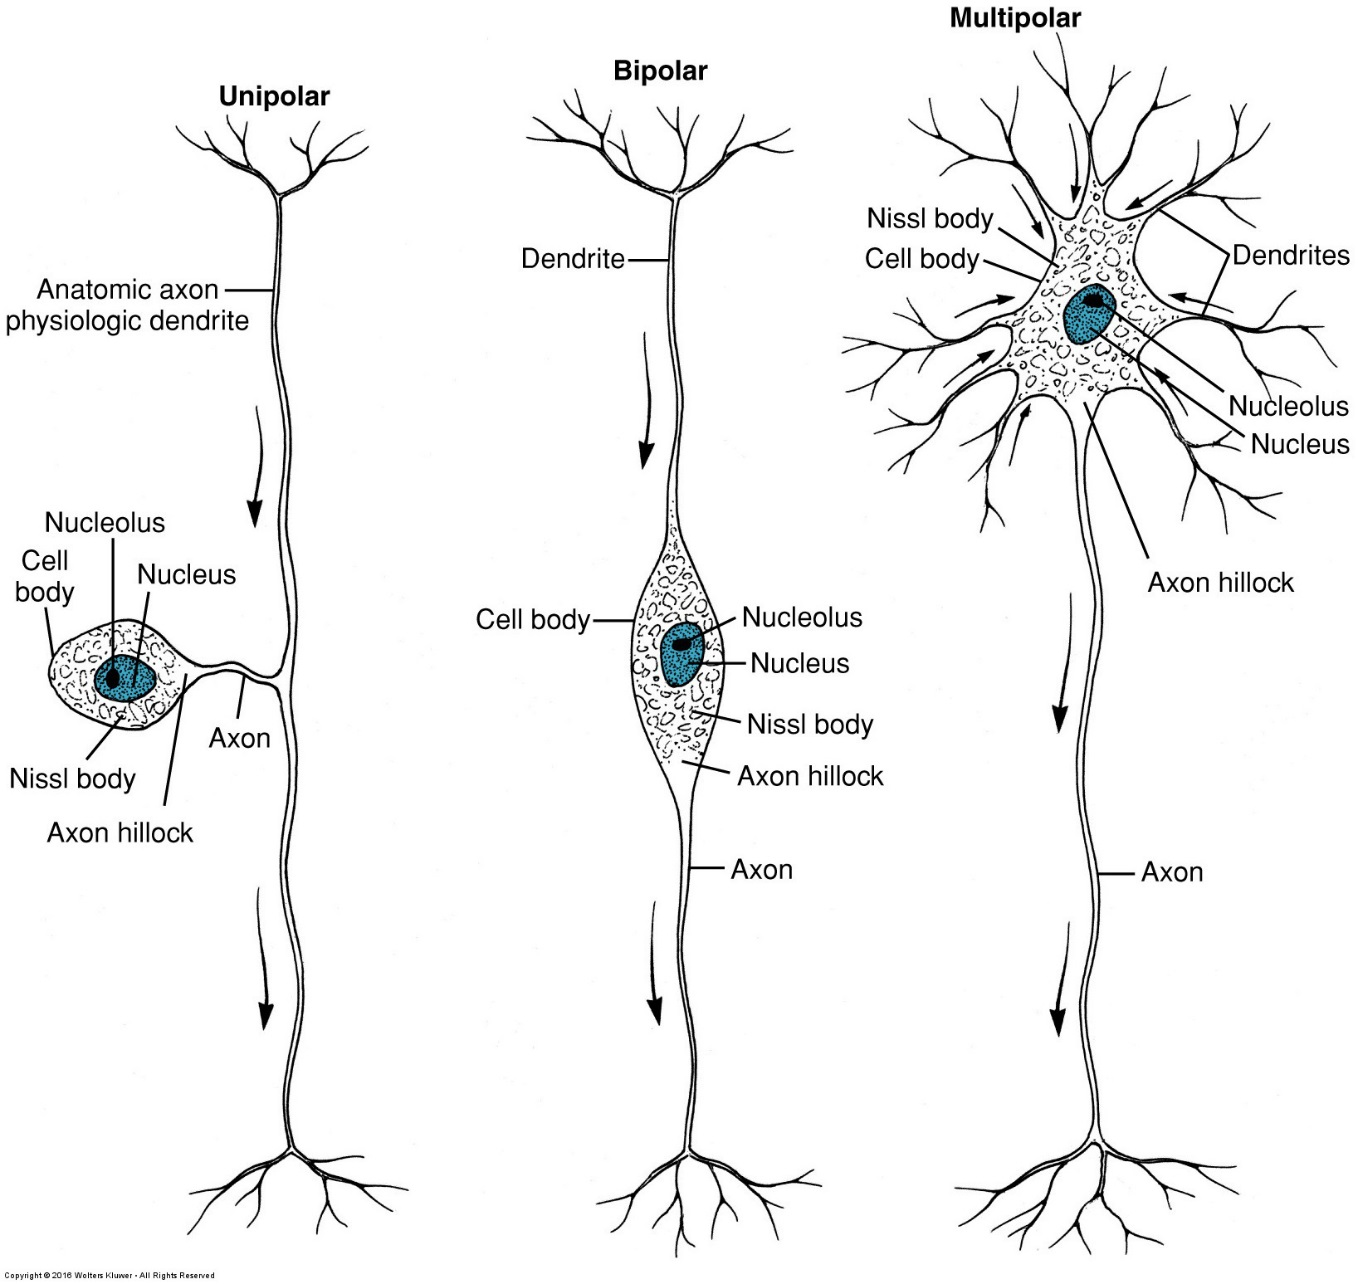 Unipolar
Anatomic axon
physiologic dendrite
Nucleolus
Cell
body
Nucleus
Axon
Nissl body
Axon hillock
Bipolar
Dendrite
Cell body
Nucleolus
Nucleus
Nissl body
Axon hillock
Axon
Multipolar
Nissl body
Cell body
Dendrites
Nucleolus
Nucleus
Axon hillock
Axon
Copyright © 2016 Wolters Kluwer - All Rights Reserved